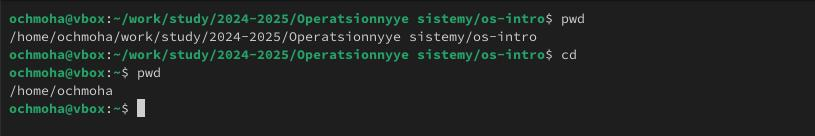 ochmoha@vbox:~/work/study/2024-2025/Operatsionnyye sistemy/os-intro$ pwd
/home/ochmoha/work/study/2024-2025/Operatsionnyye sistemy/os-intro
ochmoha@vbox:~/work/study/2024-2025/Operatsionnyye sistemy/os-intro$ cd
ochmoha@vbox:~$ pwd
/home/ochmoha
ochmoha@vbox:~$